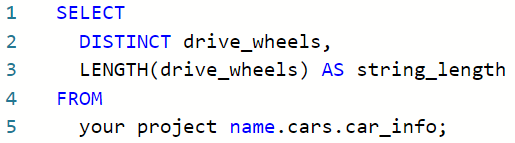 1 SELECT
2 DISTINCT drive_wheels,
3 LENGTH(drive_wheels) AS string_length
4 FROM
5 your project name.cars.car_info;